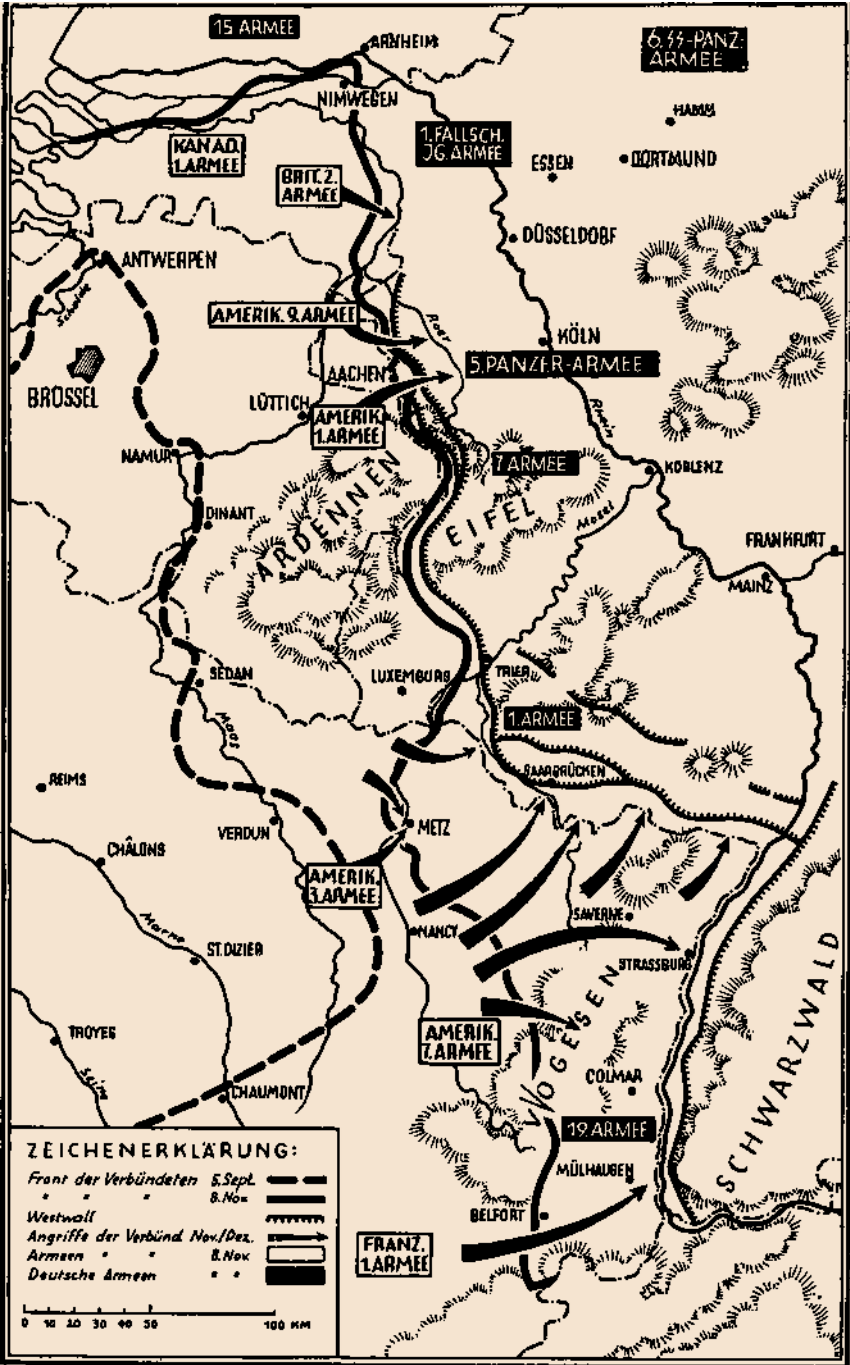 15 ARMEE
ARNHEIM
6.SS-PANZ-
ARMEE
NIMWEGEN
HAMM
KANAD.
1.ARMEE
1.FALLSCH.
JG.ARMEE
ESSEN
DORTMUND
BRIT.2.
ARMEE
DÜSSELDORF
ANTWERPEN
Schelde
AMERIK.9.ARMEE
Roer
KÖLN
BRÜSSEL
AACHEN
5.PANZER-ARMEE
LÜTTICH
AMERIK.
1.ARMEE
Rhein
NAMUR
7.ARMEE
KOBLENZ
DINANT
ARDENNEN
EIFEL
Mosel
FRANKFURT
MAINZ
SEDAN
LUXEMBURG
TRIER
Maas
1.ARMEE
REIMS
SAARBRÜCKEN
VERDUN
METZ
CHÂLONS
AMERIK.
3.ARMEE
Marne
NANCY
SAVERNE
ST.DIZIER
STRASSBURG
TROYES
AMERIK.
7.ARMEE
VOGESEN
SCHWARZWALD
Sein
CHAUMONT
COLMAR
19.ARMEE
MÜLHAUSEN
BELFORT
FRANZ.
1.ARMEE
ZEICHENERKLÄRUNG:
Front der Verbündeten 5.Sept.
" " " 8.Nov.
Westwall
Angriffe der Verbünd. Nov./Dez.
Armeen " " 8.Nov.
Deutsche Armeen " "
0 10 20 30 40 50 100 KM